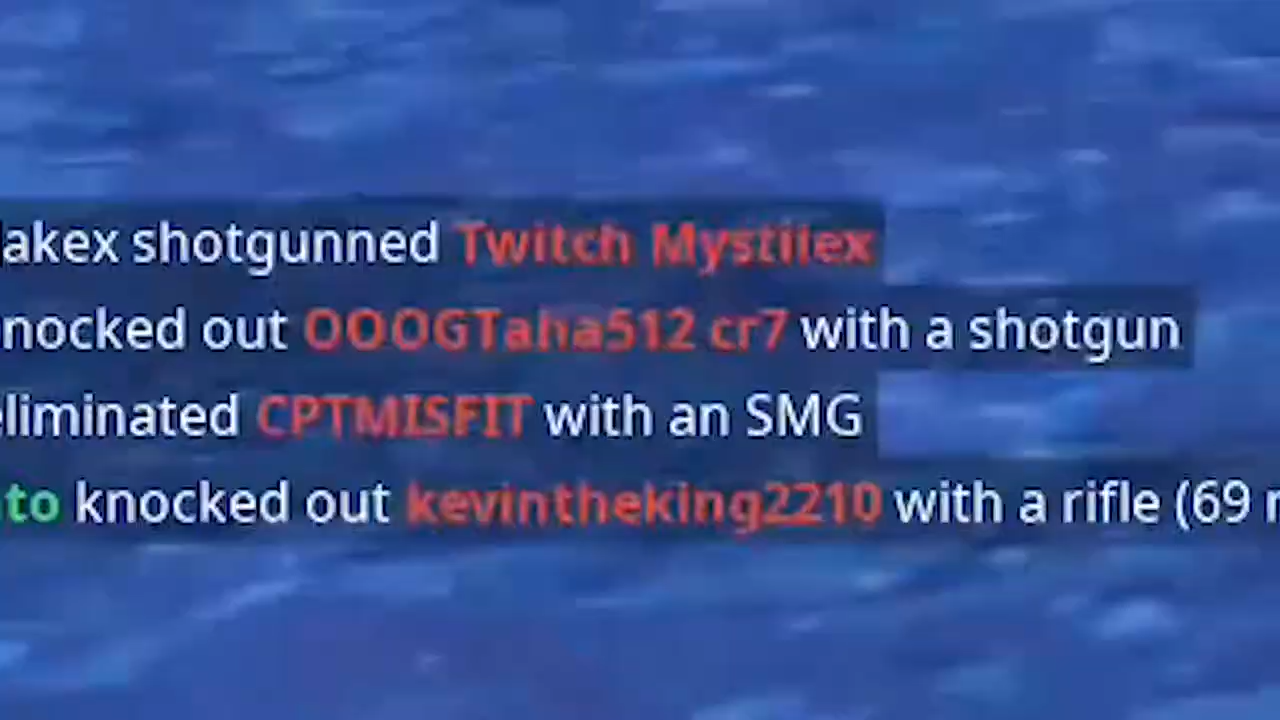 akex shotgunned Twitch Mystilex
nocked out OOOGTaha512 cr7 with a shotgun
eliminated CPTMISFIT with an SMG
to knocked out kevintheking2210 with a rifle (69